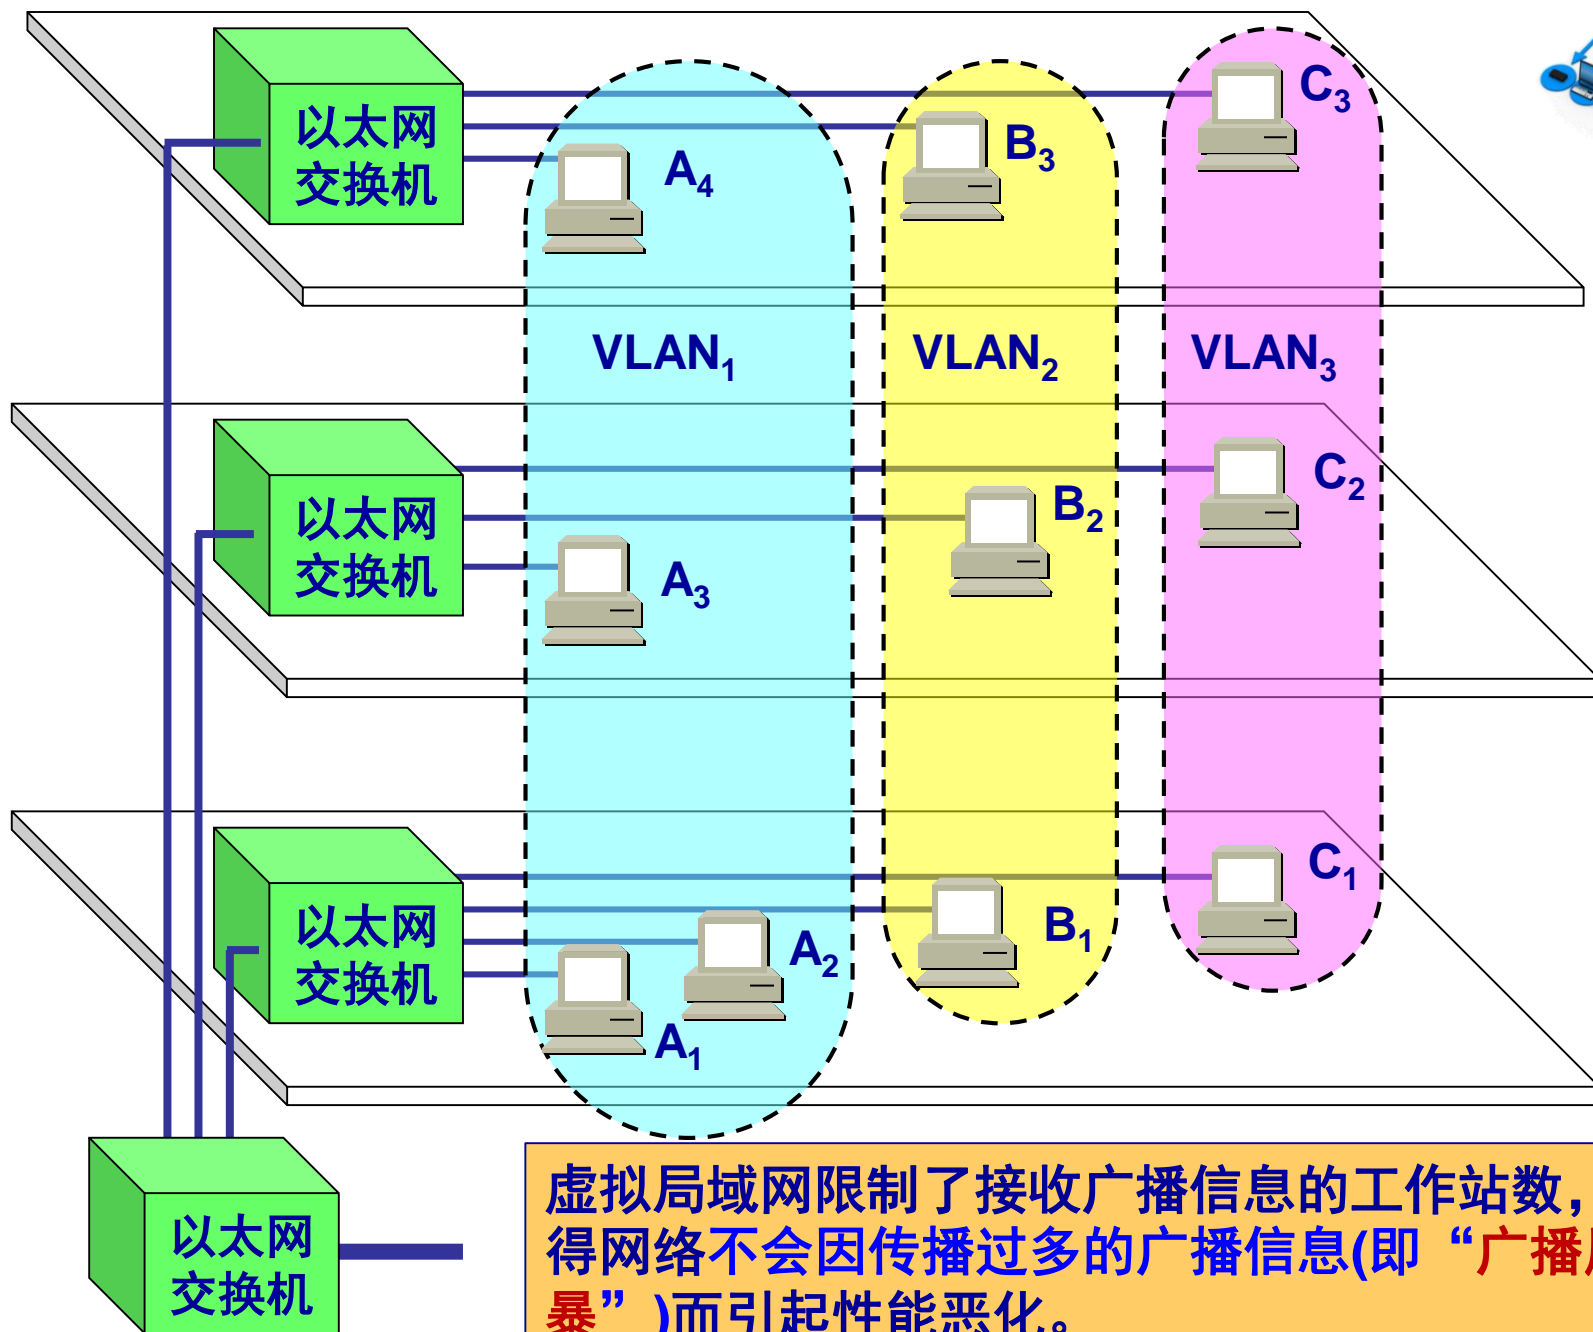 以太网
交换机
A₄
B₃
C₃
VLAN₁
VLAN₂
VLAN₃
以太网
交换机
A₃
B₂
C₂
以太网
交换机
A₁
A₂
B₁
C₁
以太网
交换机
虚拟局域网限制了接收广播信息的工作站数，
得网络不会因传播过多的广播信息(即“广播
暴”)而引起性能恶化。